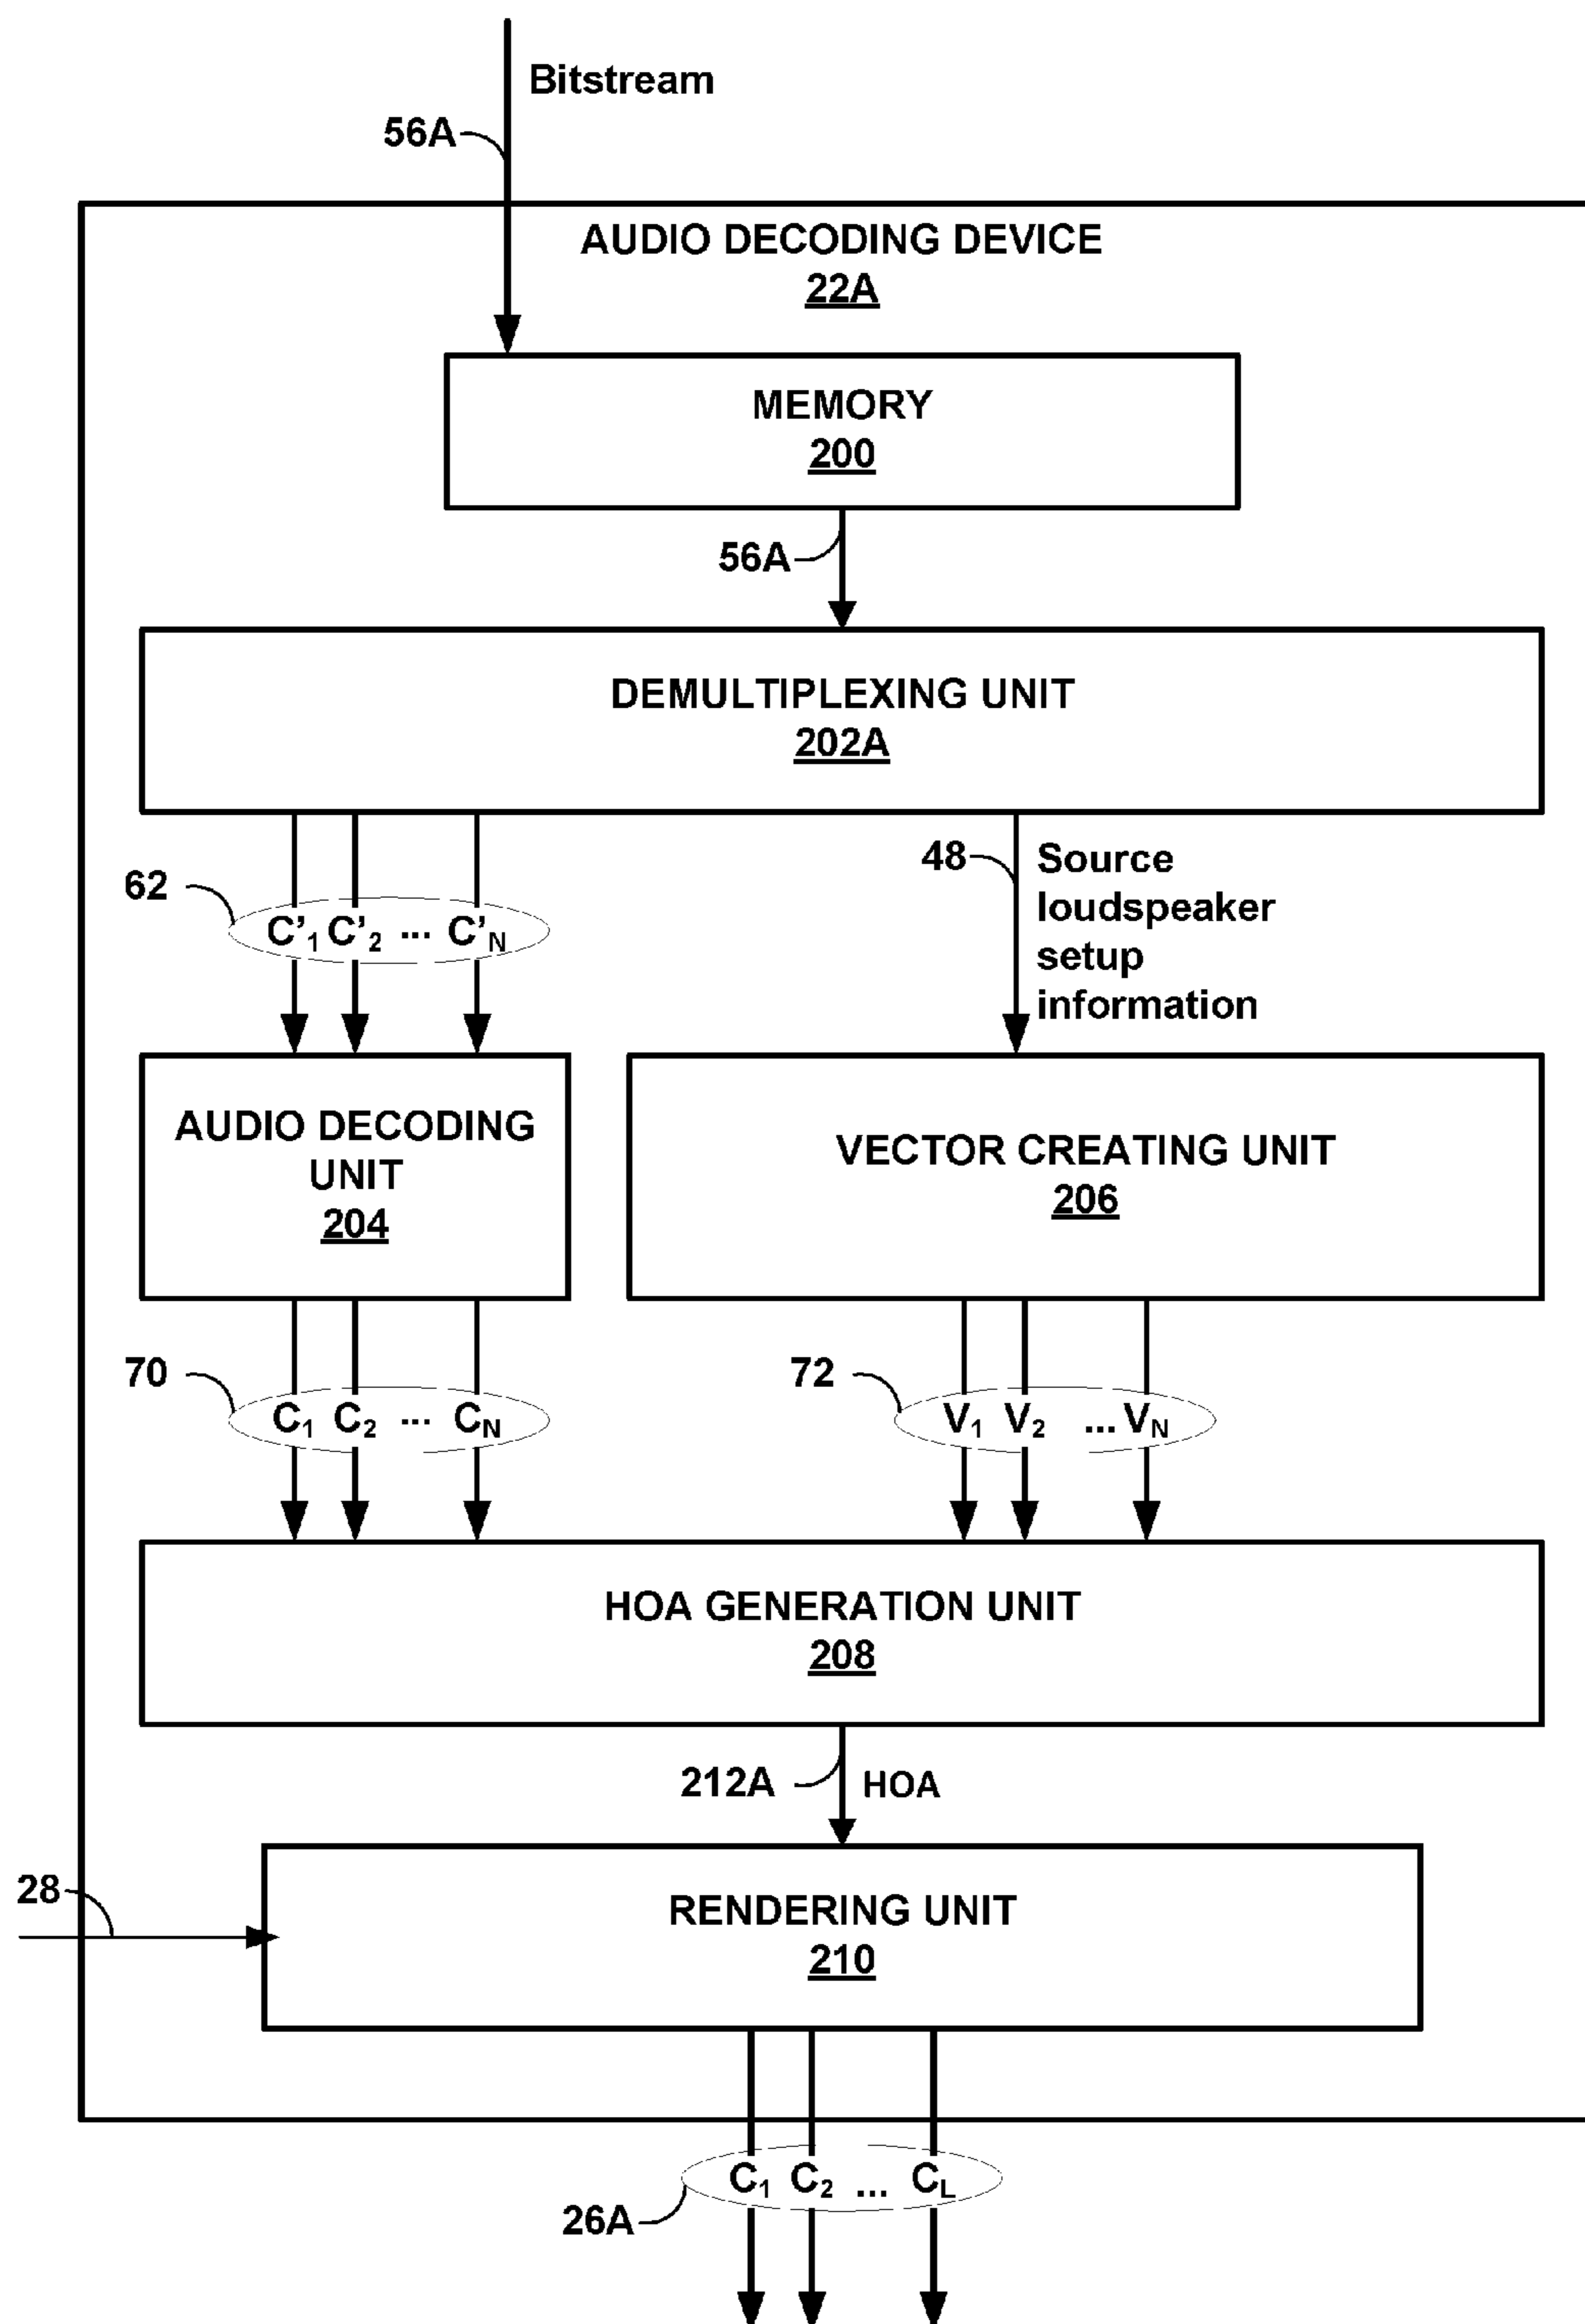 Bitstream
56A
AUDIO DECODING DEVICE
22A
MEMORY
200
56A
DEMULTIPLEXING UNIT
202A
48
Source
loudspeaker
setup
information
62
C'1 C'2 ... C'N
AUDIO DECODING
UNIT
204
VECTOR CREATING UNIT
206
70
C1 C2 ... CN
72
V1 V2 ... VN
HOA GENERATION UNIT
208
212A
HOA
28
RENDERING UNIT
210
C1 C2 ... CL
26A